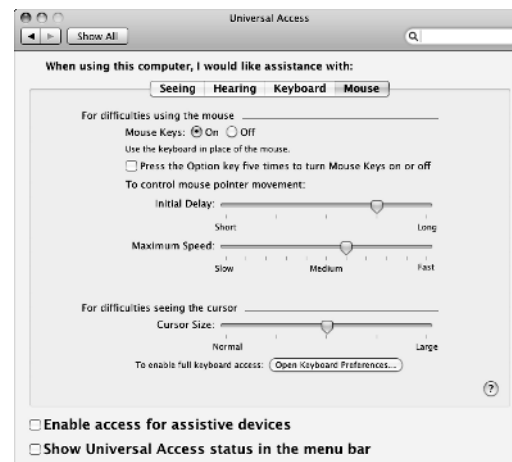 Universal Access
Show All
When using this computer, I would like assistance with:
Seeing Hearing Keyboard Mouse
For difficulties using the mouse
Mouse Keys: On Off
Use the keyboard in place of the mouse.
Press the Option key five times to turn Mouse Keys on or off
To control mouse pointer movement:
Initial Delay:
Short Long
Maximum Speed:
Slow Medium Fast
For difficulties seeing the cursor
Cursor Size:
Normal Large
To enable full keyboard access: Open Keyboard Preferences...
?
Enable access for assistive devices
Show Universal Access status in the menu bar